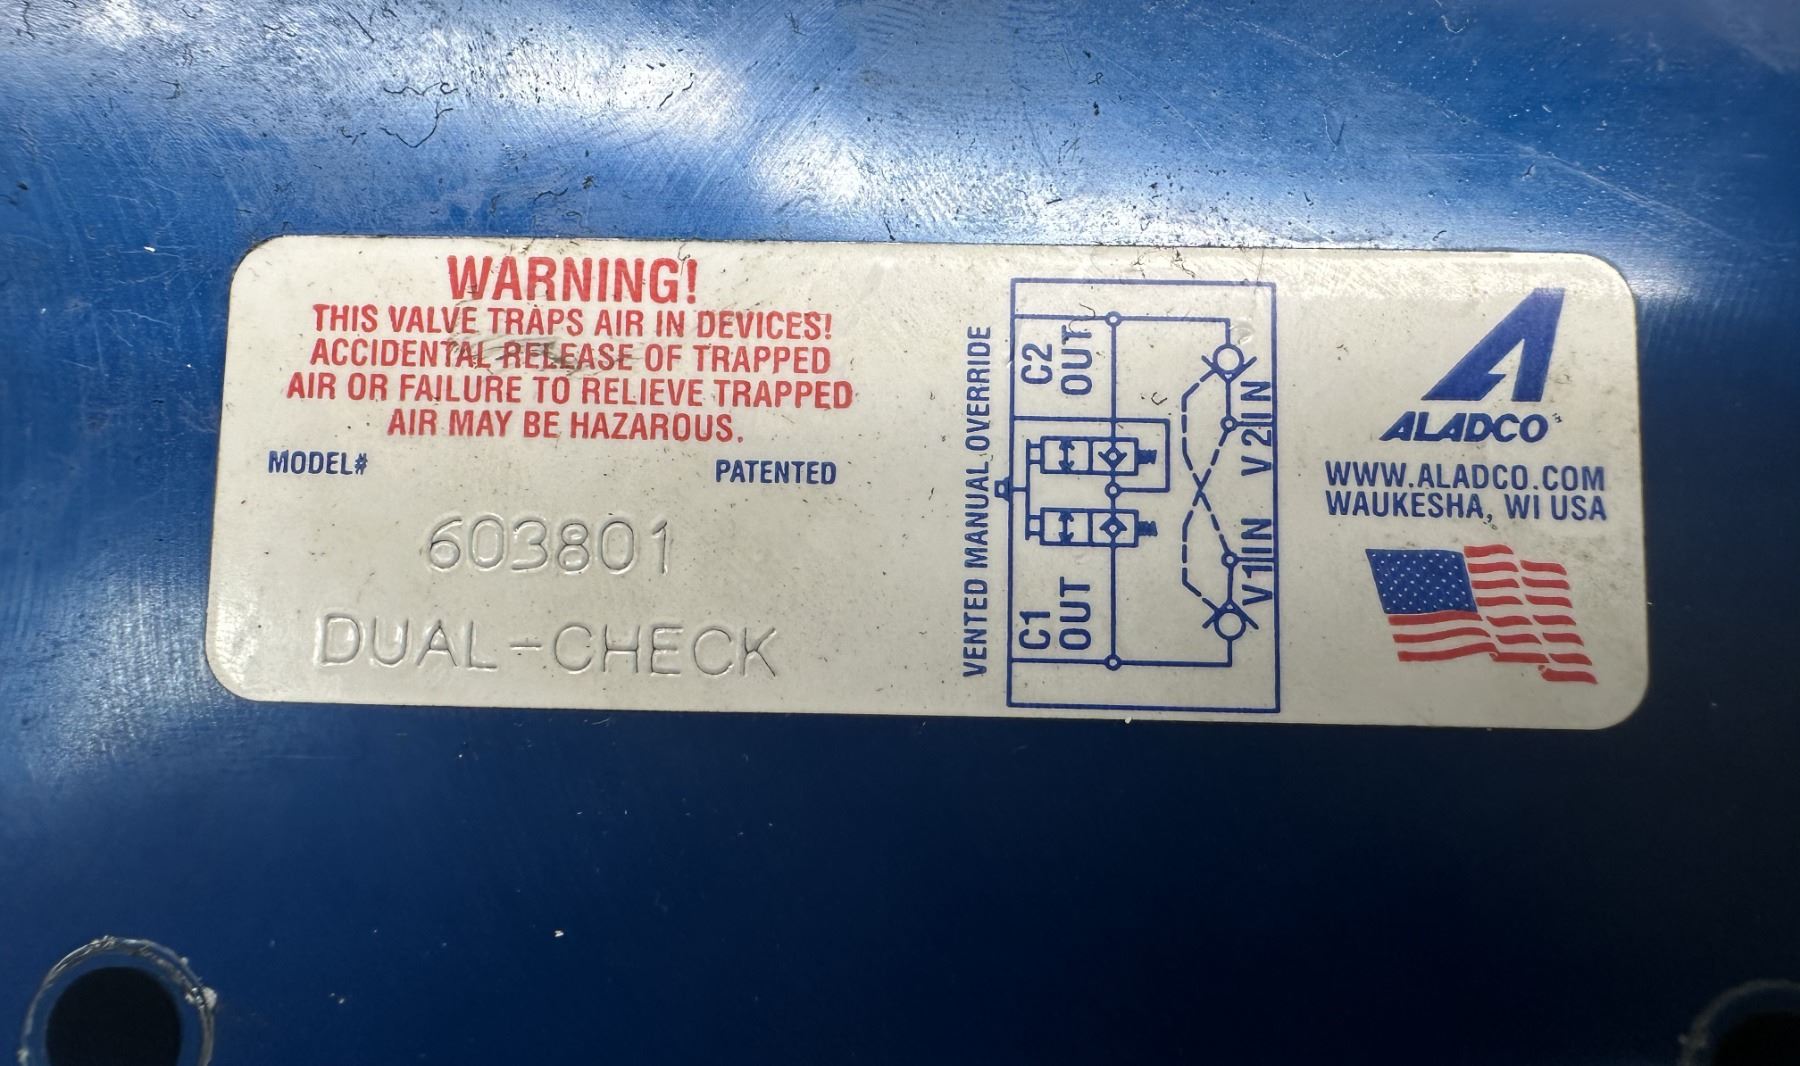 WARNING!
THIS VALVE TRAPS AIR IN DEVICES!
ACCIDENTAL RELEASE OF TRAPPED
AIR OR FAILURE TO RELIEVE TRAPPED
AIR MAY BE HAZAROUS.
MODEL# PATENTED
603801
DUAL-CHECK
VENTED MANUAL OVERRIDE
C2
OUT
C1
OUT
V2 IN
V1 IN
ALADCO
WWW.ALADCO.COM
WAUKESHA, WI USA